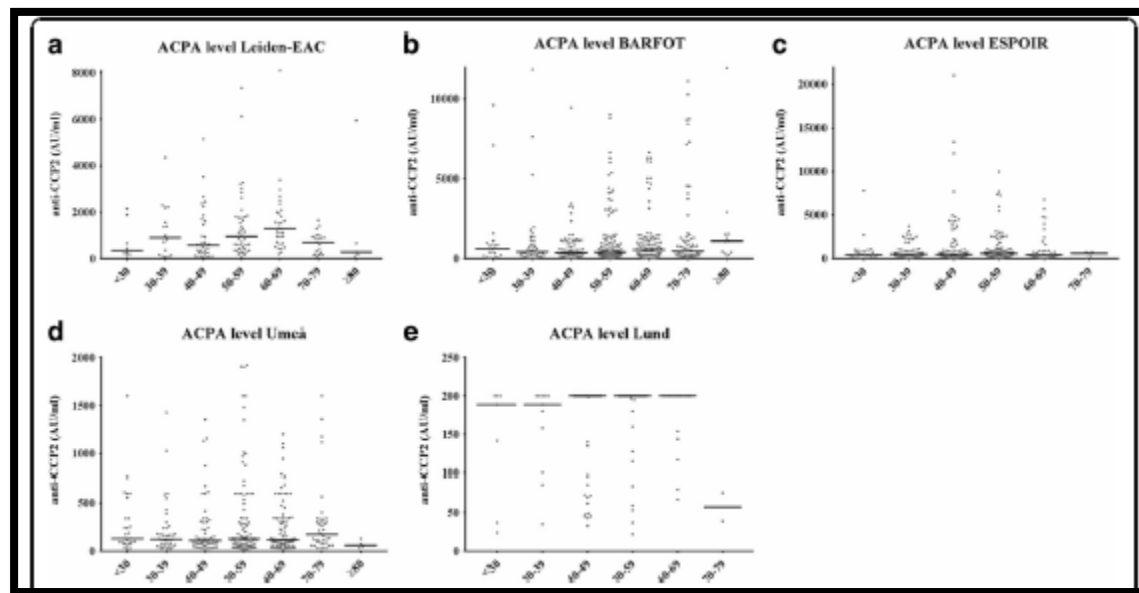 a ACPA level Leiden-EAC
8000
6000
4000
2000
0
anti-CCP2 (AU/ml)
<30 30-39 40-49 50-59 60-69 70-79 ≥80
b ACPA level BARFOT
10000
5000
0
anti-CCP2 (AU/ml)
<30 30-39 40-49 50-59 60-69 70-79 ≥80
c ACPA level ESPOIR
20000
15000
10000
5000
0
anti-CCP2 (AU/ml)
<30 30-39 40-49 50-59 60-69 70-79
d ACPA level Umeå
2000
1500
1000
500
0
anti-CCP2 (AU/ml)
<30 30-39 40-49 50-59 60-69 70-79 ≥80
e ACPA level Lund
250
200
150
100
50
0
anti-CCP2 (AU/ml)
<30 30-39 40-49 50-59 60-69 70-79